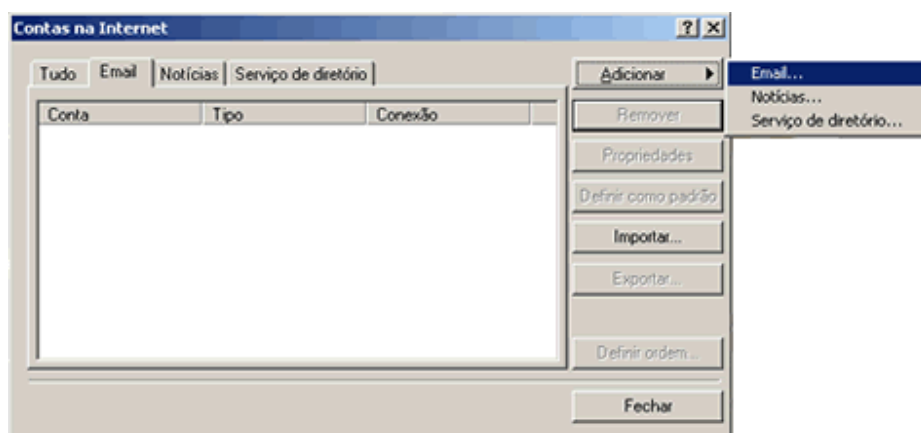 Contas na Internet
Tudo Email Notícias Serviço de diretório
Conta Tipo Conexão
Adicionar
Remover
Propriedades
Definir como padrão
Importar...
Exportar...
Definir ordem...
Fechar
Email...
Notícias...
Serviço de diretório...